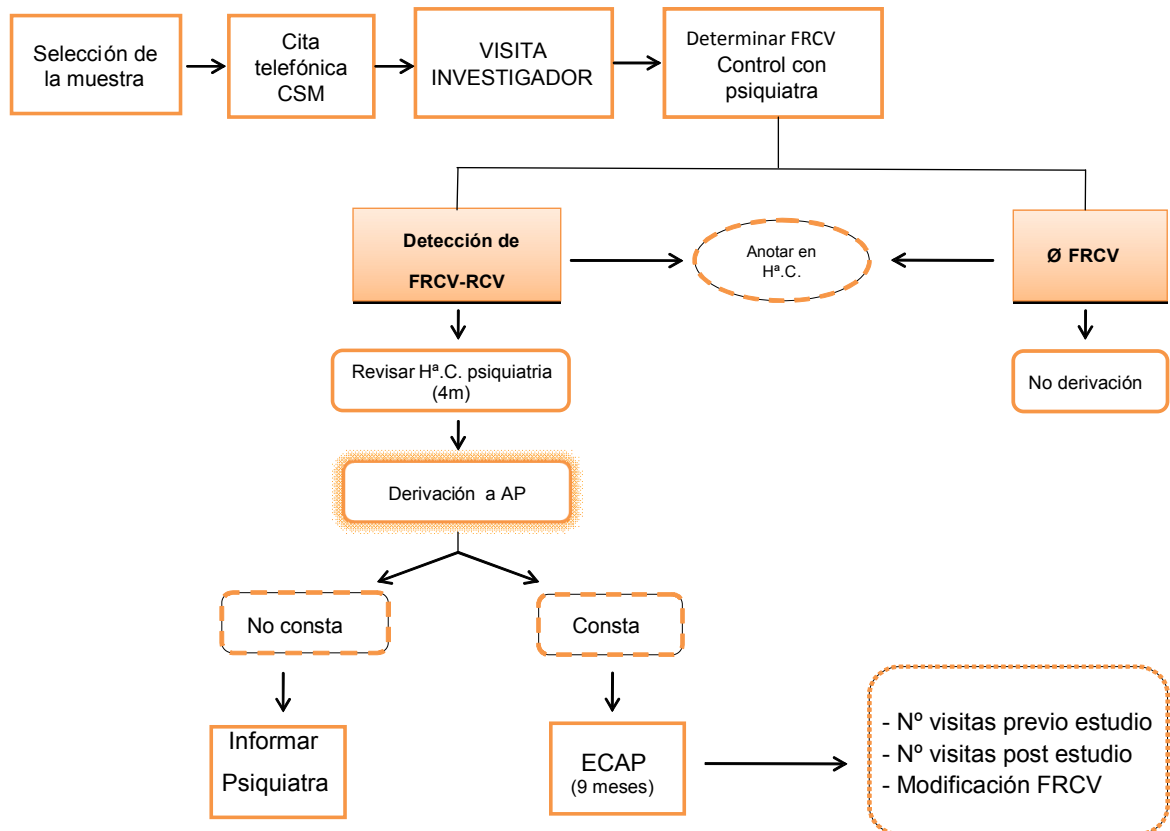 Selección de
la muestra
Cita
telefónica
CSM
VISITA
INVESTIGADOR
Determinar FRCV
Control con
psiquiatra
Detección de
FRCV-RCV
Anotar en
Hª.C.
Ø FRCV
Revisar Hª.C. psiquiatria
(4m)
No derivación
Derivación a AP
No consta
Consta
Informar
Psiquiatra
ECAP
(9 meses)
- Nº visitas previo estudio
- Nº visitas post estudio
- Modificación FRCV